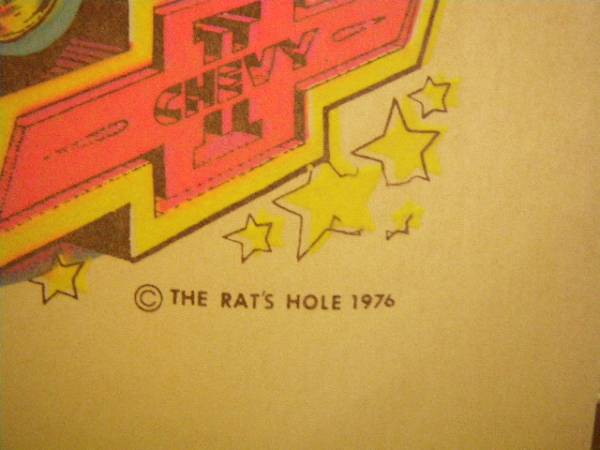 CHEVY
II
© THE RAT'S HOLE 1976